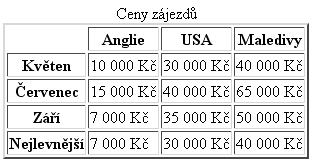 Ceny zájezdů
Anglie USA Maledivy
Květen 10 000 Kč 30 000 Kč 40 000 Kč
Červenec 15 000 Kč 40 000 Kč 65 000 Kč
Září 7 000 Kč 35 000 Kč 50 000 Kč
Nejlevnější 7 000 Kč 30 000 Kč 40 000 Kč